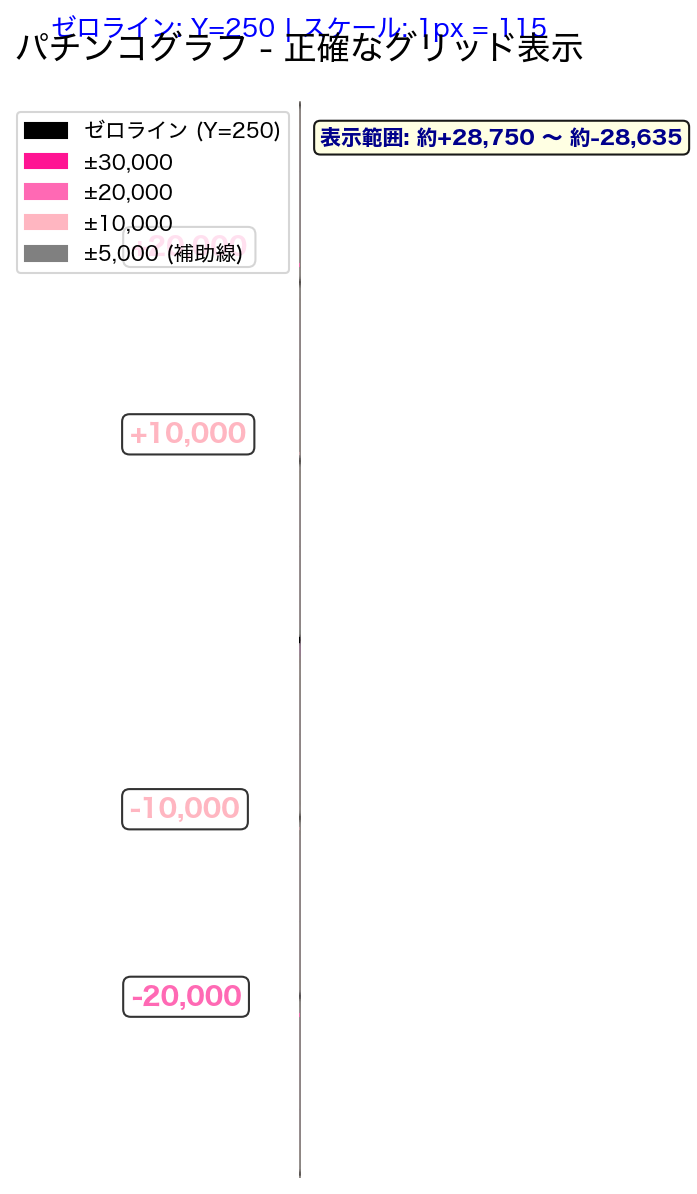 ゼロライン: Y=250 | スケール: 1px = 115
パチンコグラフ - 正確なグリッド表示
ゼロライン (Y=250)
±30,000
±20,000
±10,000
±5,000 (補助線)
表示範囲: 約+28,750 〜 約-28,635
+20,000
+10,000
-10,000
-20,000